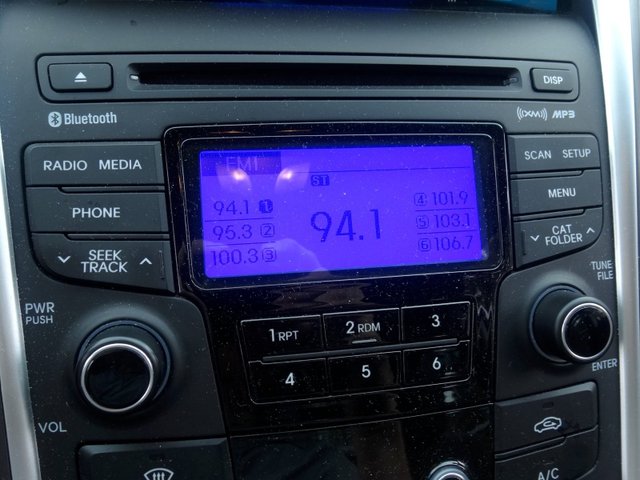 DISP
Bluetooth
((XM)) MP3
RADIO MEDIA
SCAN SETUP
PHONE
MENU
SEEK
TRACK
CAT
FOLDER
FM1
ST
94.1 1
95.3 2
100.3 3
94.1
4 101.9
5 103.1
6 106.7
TUNE
FILE
PWR
PUSH
1 RPT
2 RDM
3
4
5
6
ENTER
VOL
A/C